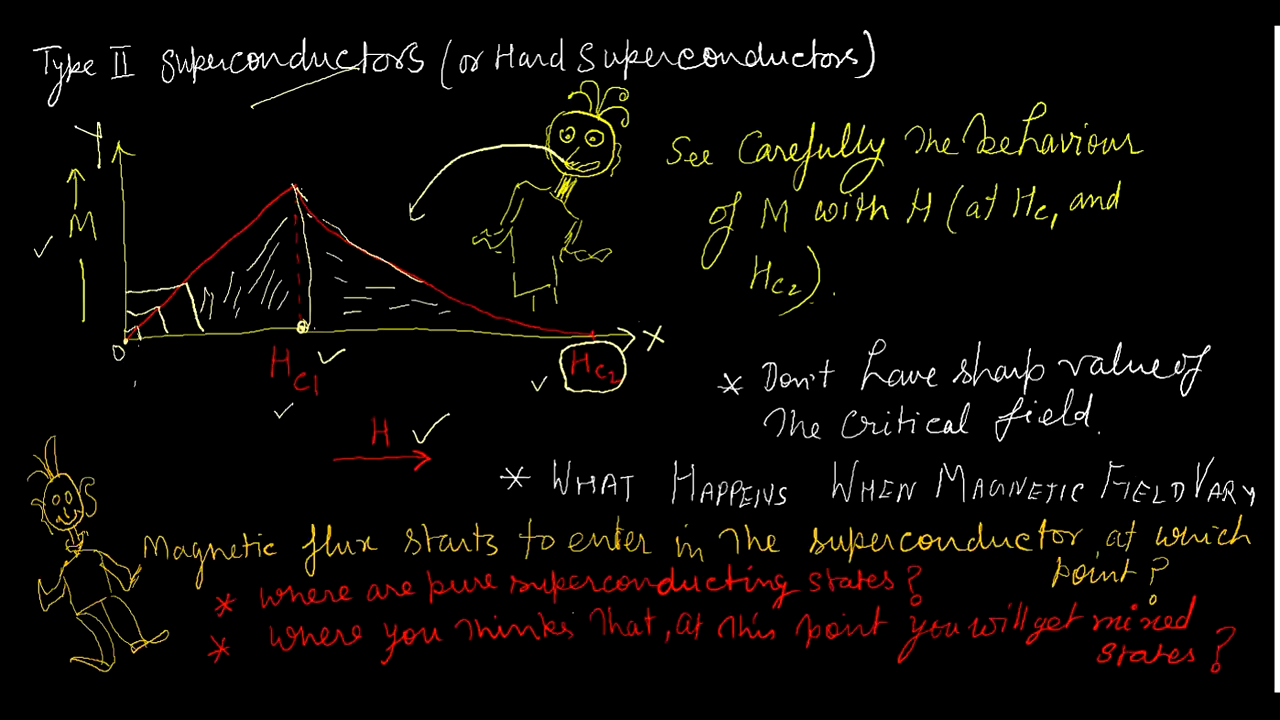 Type II superconductors (or Hard Superconductors)
Y
M
See Carefully the behaviour
of M with H (at Hc1 and
Hc2).
O
X
Hc1
Hc2
H
* Don't have sharp value of
the critical field.
* WHAT HAPPENS WHEN MAGNETIC FIELD VARY
Magnetic flux starts to enter in the superconductor, at which
point?
* where are pure superconducting states?
* where you thinks that, at this point you will get mixed
states?